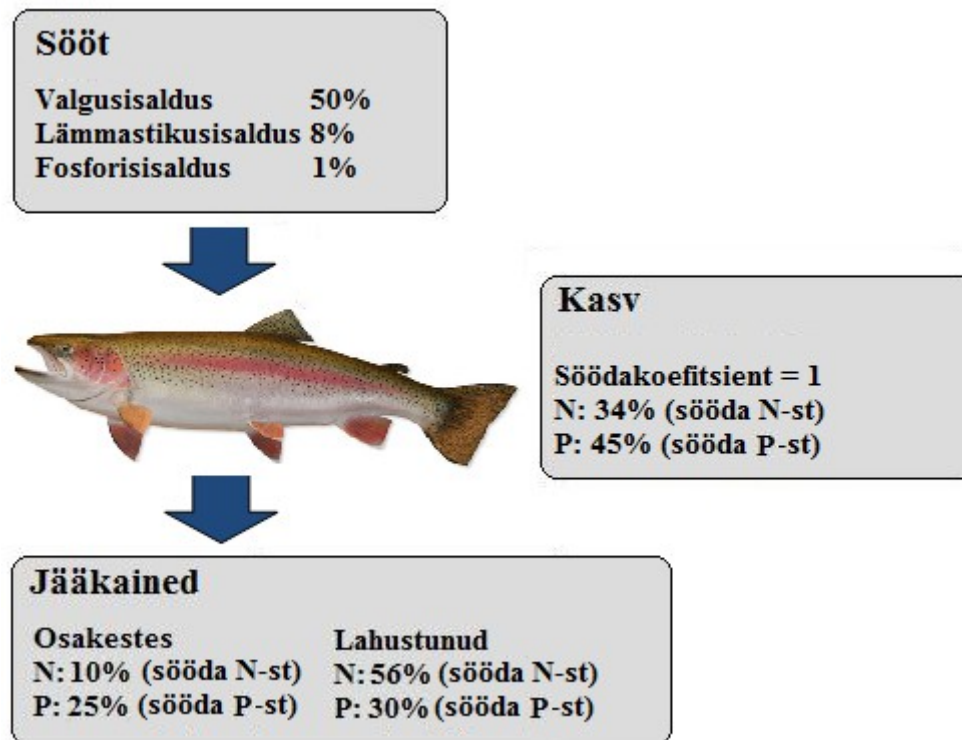 Sööt
Valgusisaldus 50%
Lämmastikusisaldus 8%
Fosforisisaldus 1%
Kasv
Söödakoefitsient = 1
N: 34% (sööda N-st)
P: 45% (sööda P-st)
Jääkained
Osakestes Lahustunud
N: 10% (sööda N-st) N: 56% (sööda N-st)
P: 25% (sööda P-st) P: 30% (sööda P-st)